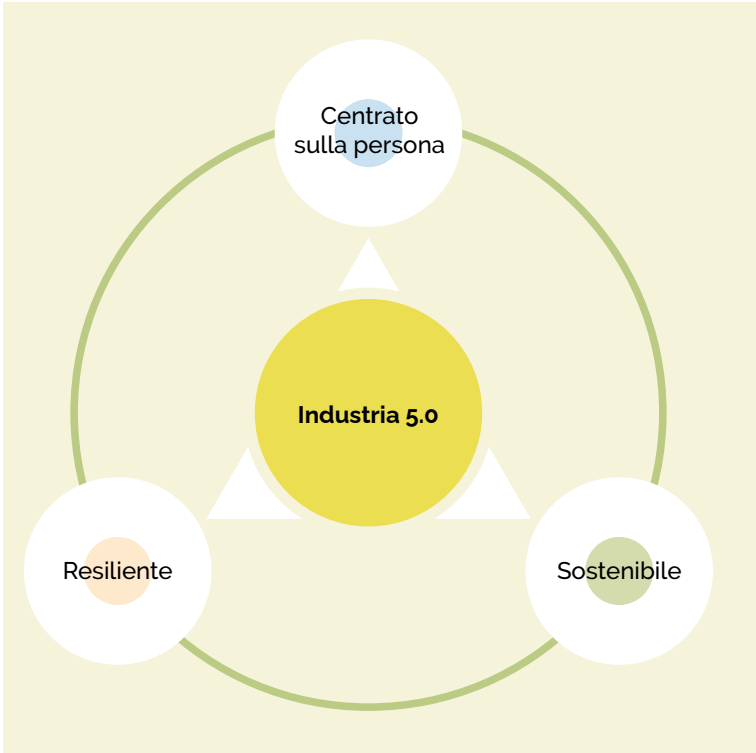 Centrato
sulla persona
Industria 5.0
Resiliente
Sostenibile